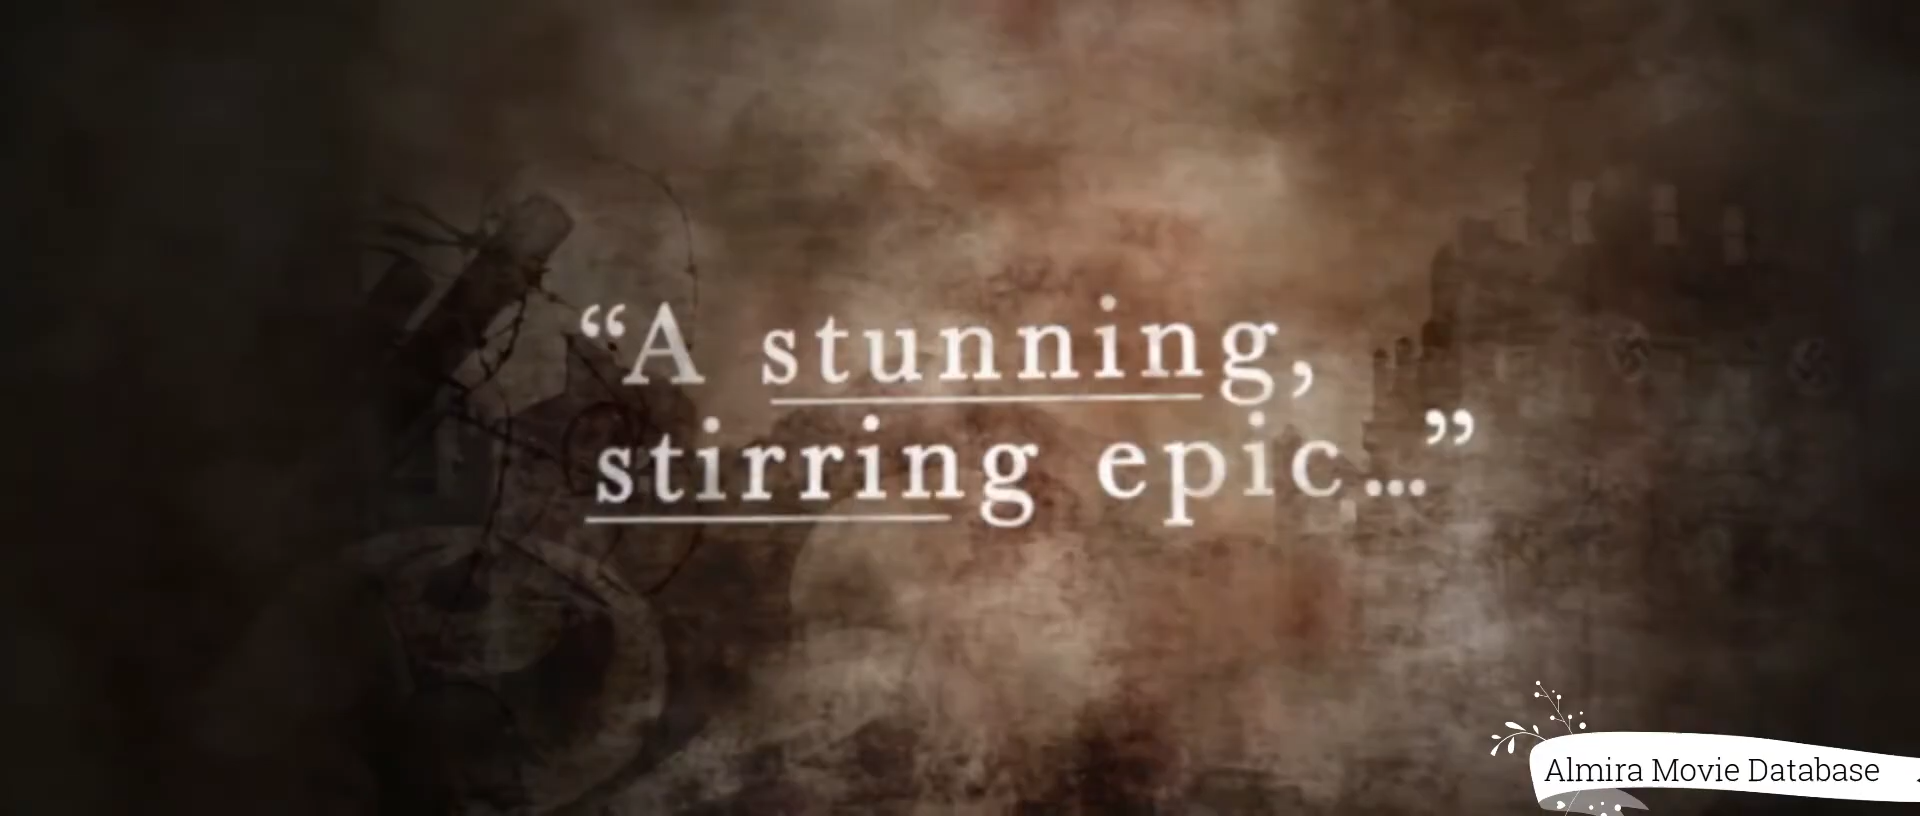 “A stunning,
stirring epic...”
Almira Movie Database